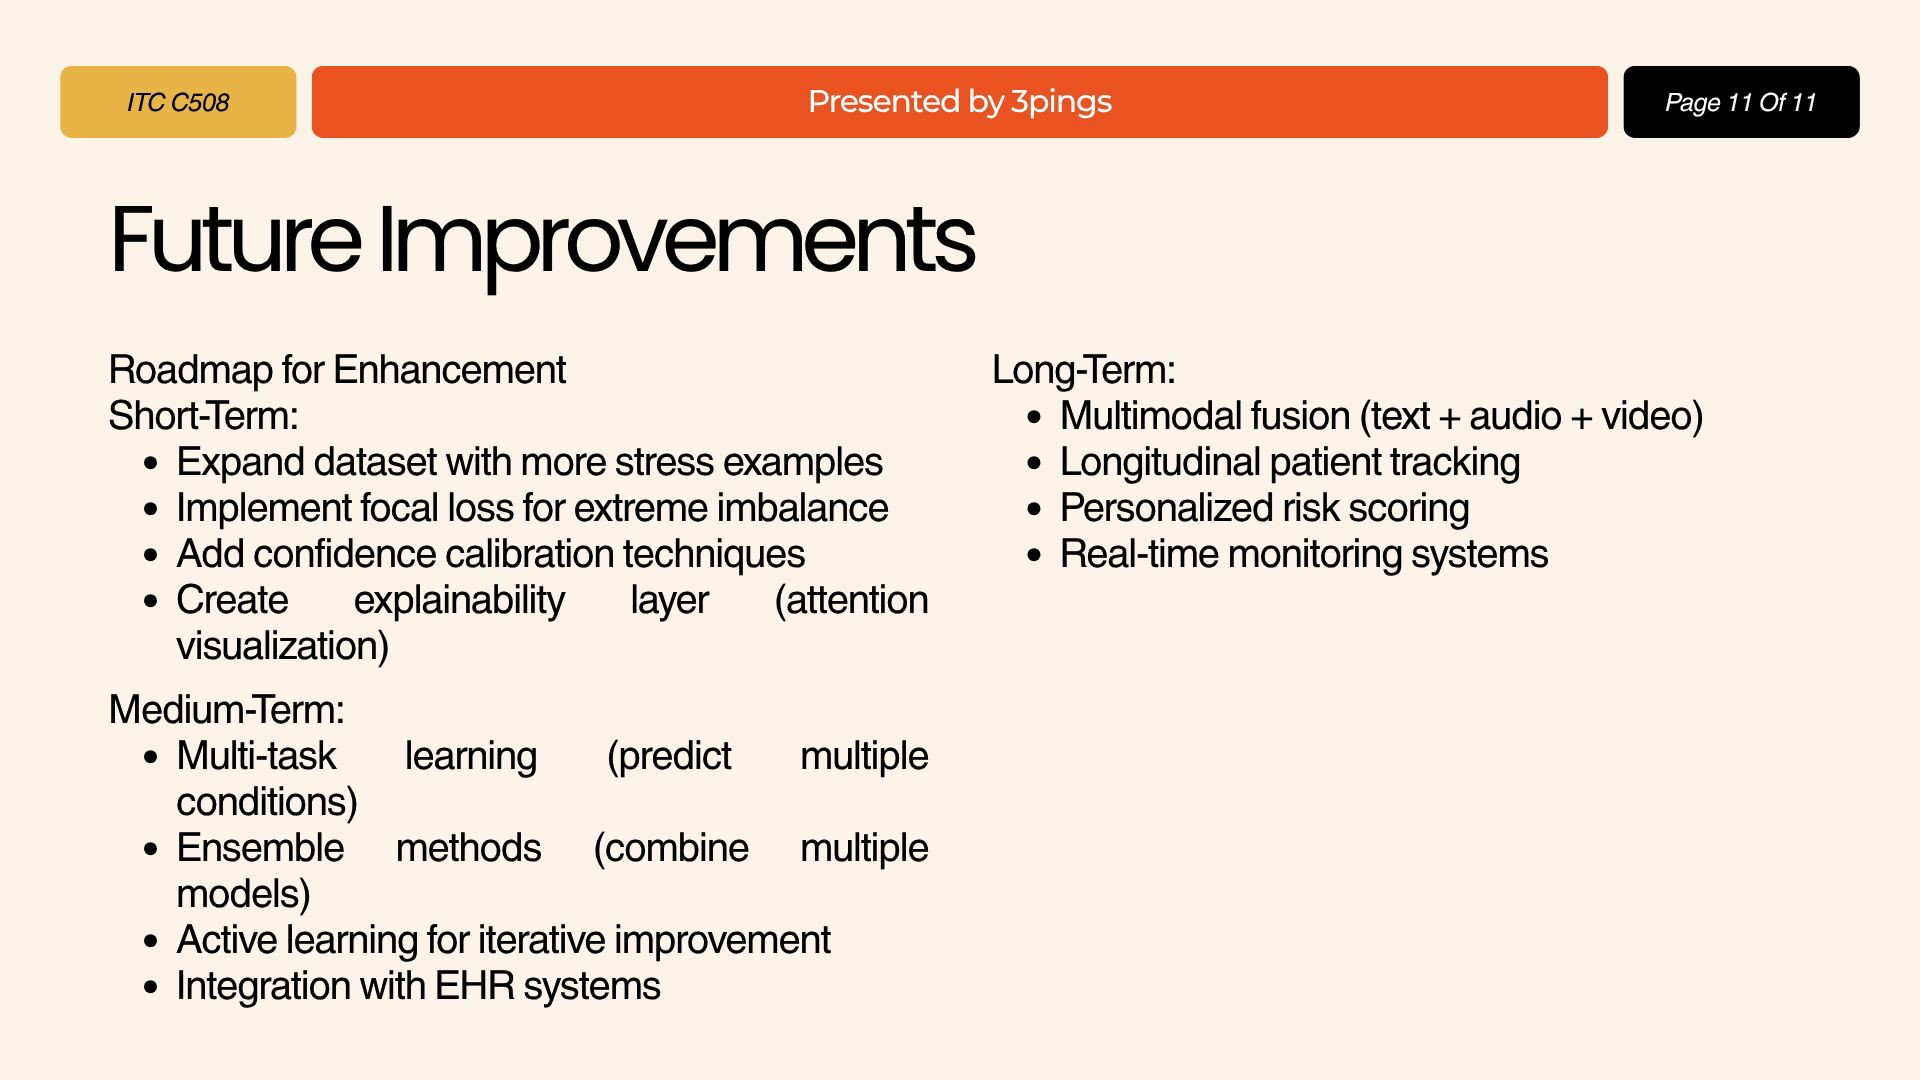 ITC C508
Presented by 3pings
Page 11 Of 11
Future Improvements
Roadmap for Enhancement
Short-Term:
• Expand dataset with more stress examples
• Implement focal loss for extreme imbalance
• Add confidence calibration techniques
• Create explainability layer (attention
visualization)
Medium-Term:
• Multi-task learning (predict multiple
conditions)
• Ensemble methods (combine multiple
models)
• Active learning for iterative improvement
• Integration with EHR systems
Long-Term:
• Multimodal fusion (text + audio + video)
• Longitudinal patient tracking
• Personalized risk scoring
• Real-time monitoring systems